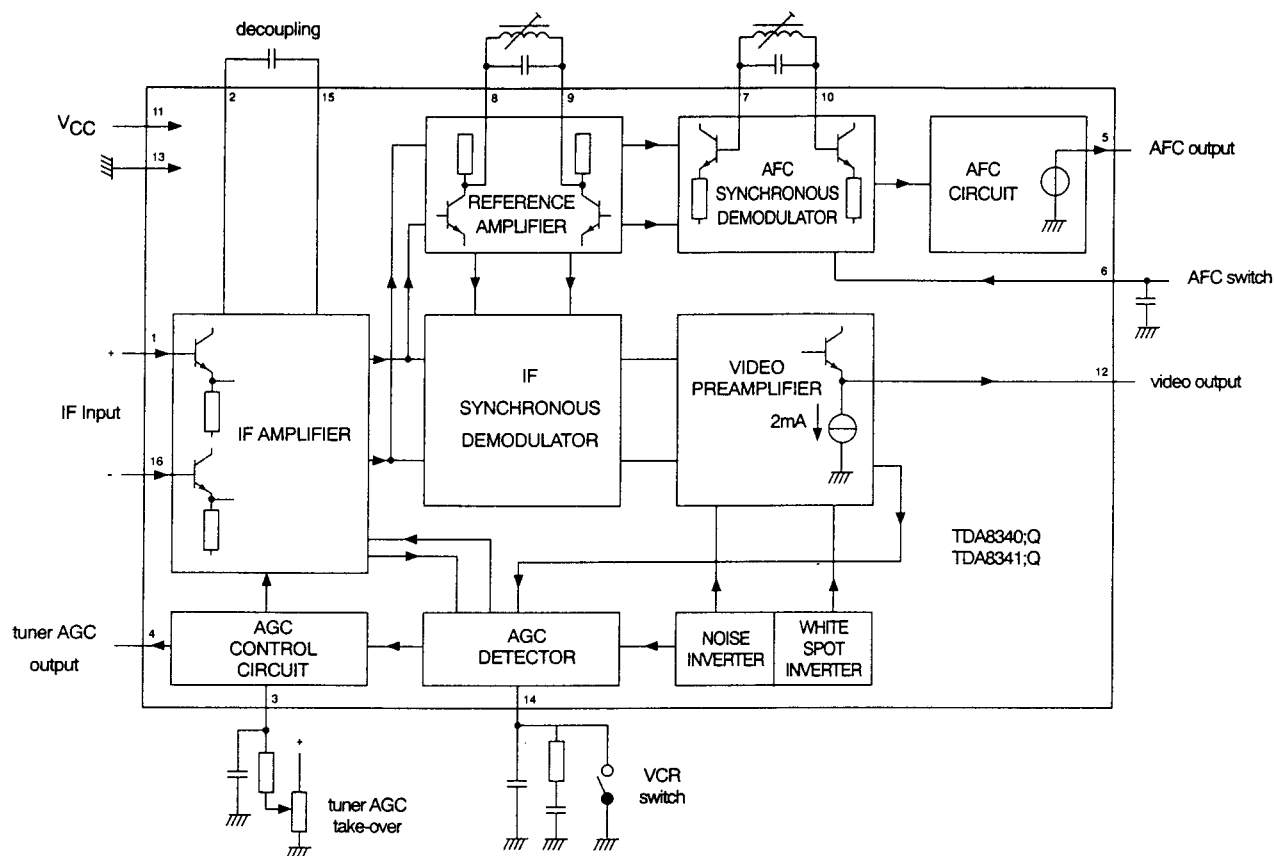 decoupling
2
15
8
9
7
10
11
VCC
13
5
AFC output
REFERENCE
AMPLIFIER
AFC
SYNCHRONOUS
DEMODULATOR
AFC
CIRCUIT
6
AFC switch
1
+
IF Input
16
-
IF AMPLIFIER
IF
SYNCHRONOUS
DEMODULATOR
VIDEO
PREAMPLIFIER
2mA
12
video output
TDA8340;Q
TDA8341;Q
tuner AGC
output
4
AGC
CONTROL
CIRCUIT
AGC
DETECTOR
NOISE
INVERTER
WHITE
SPOT
INVERTER
3
14
+
tuner AGC
take-over
VCR
switch